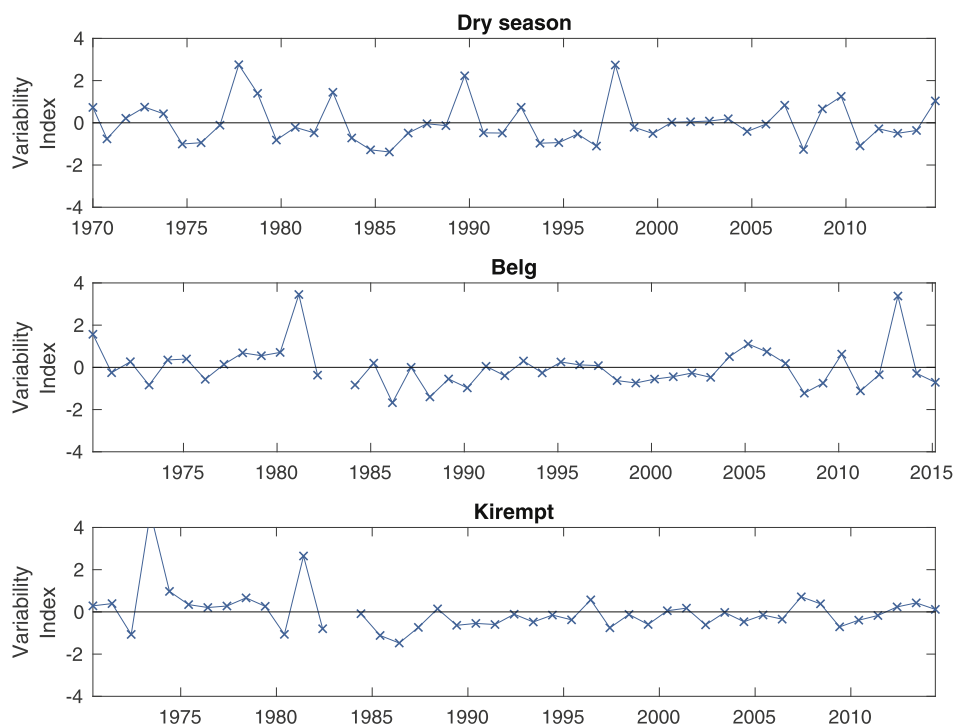 Dry season
4
2
0
-2
-4
Variability
Index
1970 1975 1980 1985 1990 1995 2000 2005 2010
Belg
4
2
0
-2
-4
Variability
Index
1975 1980 1985 1990 1995 2000 2005 2010 2015
Kirempt
4
2
0
-2
-4
Variability
Index
1975 1980 1985 1990 1995 2000 2005 2010